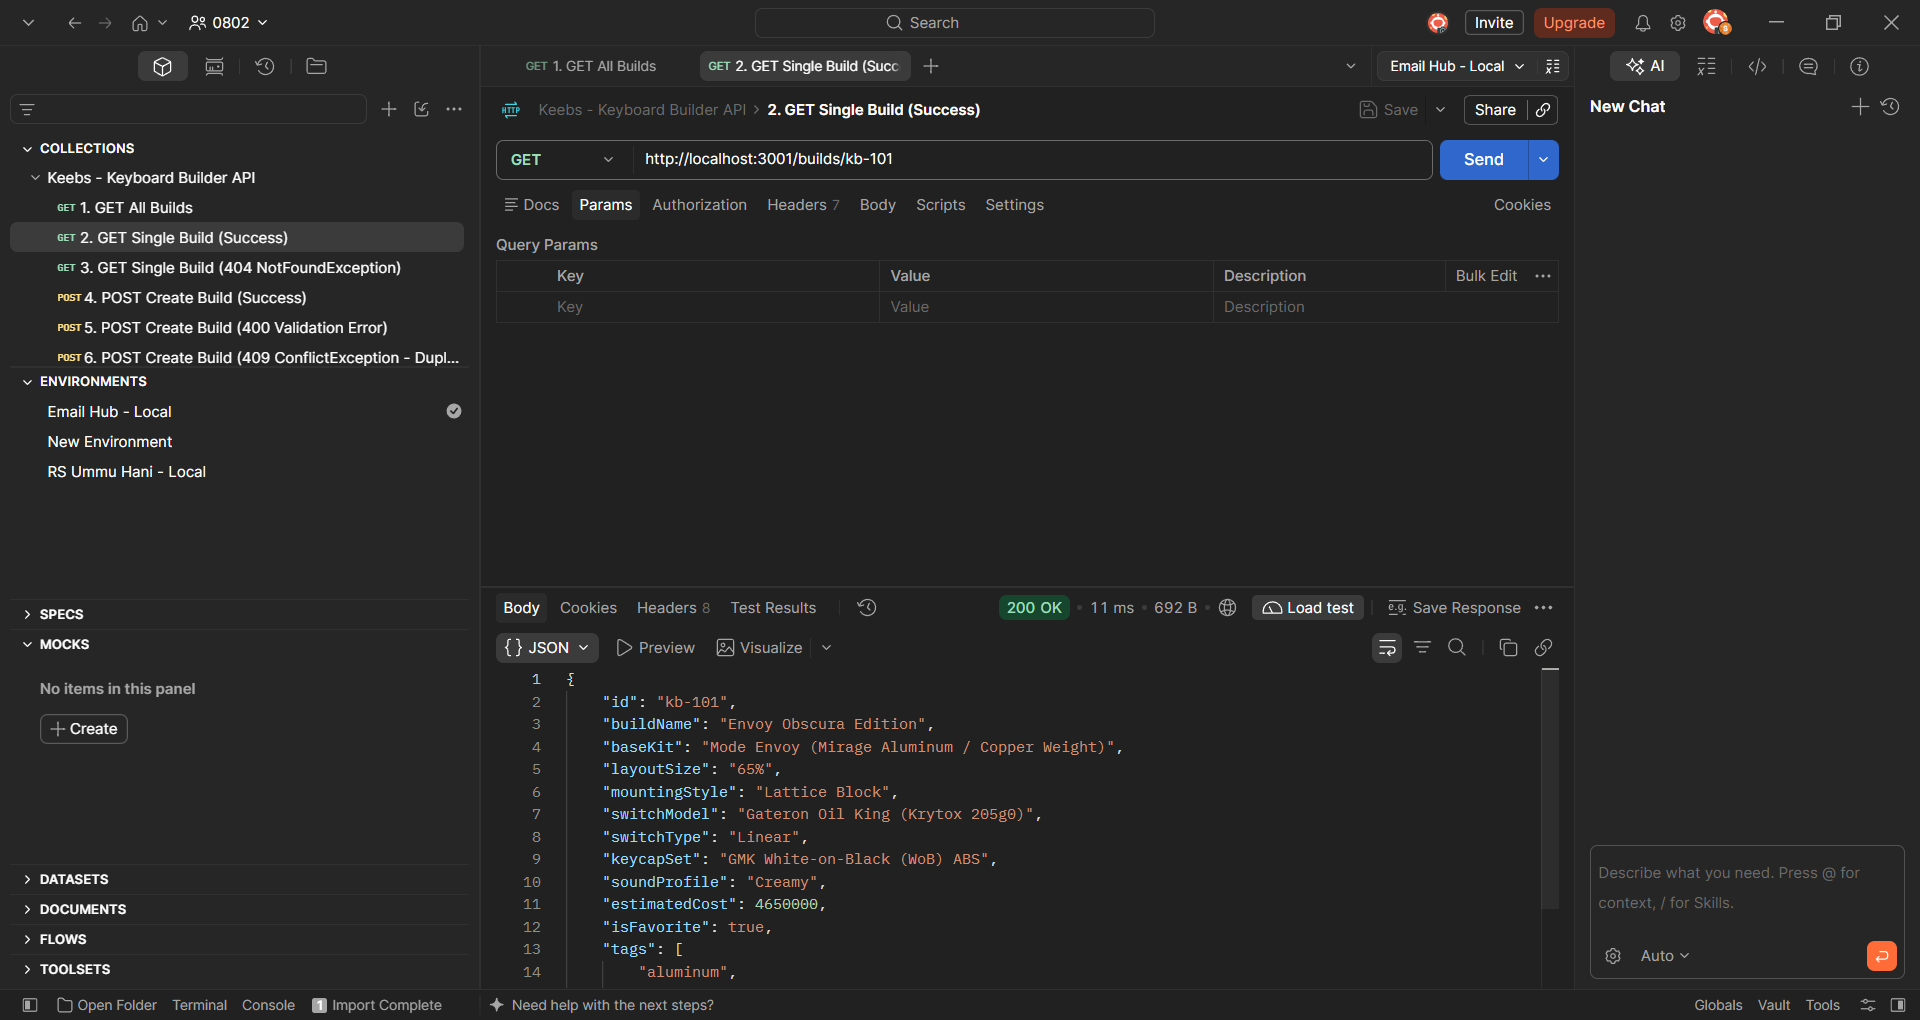 0802
Search
Invite
Upgrade
GET 1. GET All Builds
GET 2. GET Single Build (Succ
Email Hub - Local
AI
Keebs - Keyboard Builder API > 2. GET Single Build (Success)
Save
Share
New Chat
COLLECTIONS
Keebs - Keyboard Builder API
GET 1. GET All Builds
GET 2. GET Single Build (Success)
GET 3. GET Single Build (404 NotFoundException)
POST 4. POST Create Build (Success)
POST 5. POST Create Build (400 Validation Error)
POST 6. POST Create Build (409 ConflictException - Dupl...
ENVIRONMENTS
Email Hub - Local
New Environment
RS Ummu Hani - Local
SPECS
MOCKS
No items in this panel
Create
DATASETS
DOCUMENTS
FLOWS
TOOLSETS
HTTP
GET
http://localhost:3001/builds/kb-101
Send
Docs
Params
Authorization
Headers 7
Body
Scripts
Settings
Cookies
Query Params
Key Value Description Bulk Edit
Key Value Description
Body
Cookies
Headers 8
Test Results
200 OK • 11 ms • 692 B
Load test
e.g. Save Response
{} JSON
Preview
Visualize
1 {
2 "id": "kb-101",
3 "buildName": "Envoy Obscura Edition",
4 "baseKit": "Mode Envoy (Mirage Aluminum / Copper Weight)",
5 "layoutSize": "65%",
6 "mountingStyle": "Lattice Block",
7 "switchModel": "Gateron Oil King (Krytox 205g0)",
8 "switchType": "Linear",
9 "keycapSet": "GMK White-on-Black (WoB) ABS",
10 "soundProfile": "Creamy",
11 "estimatedCost": 4650000,
12 "isFavorite": true,
13 "tags": [
14 "aluminum",
Describe what you need. Press @ for
context, / for Skills.
Auto
Open Folder
Terminal
Console
1 Import Complete
Need help with the next steps?
Globals
Vault
Tools